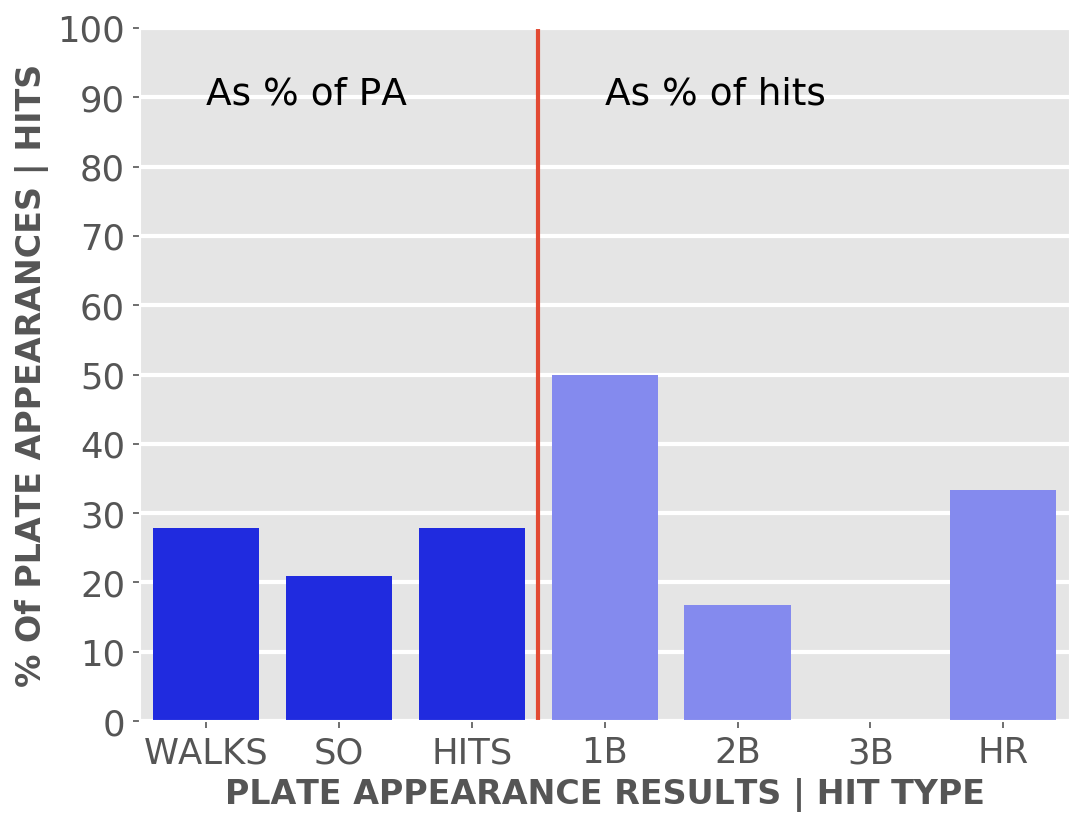 100
90
80
70
60
50
40
30
20
10
0
As % of PA
As % of hits
% Of PLATE APPEARANCES | HITS
WALKS SO HITS 1B 2B 3B HR
PLATE APPEARANCE RESULTS | HIT TYPE